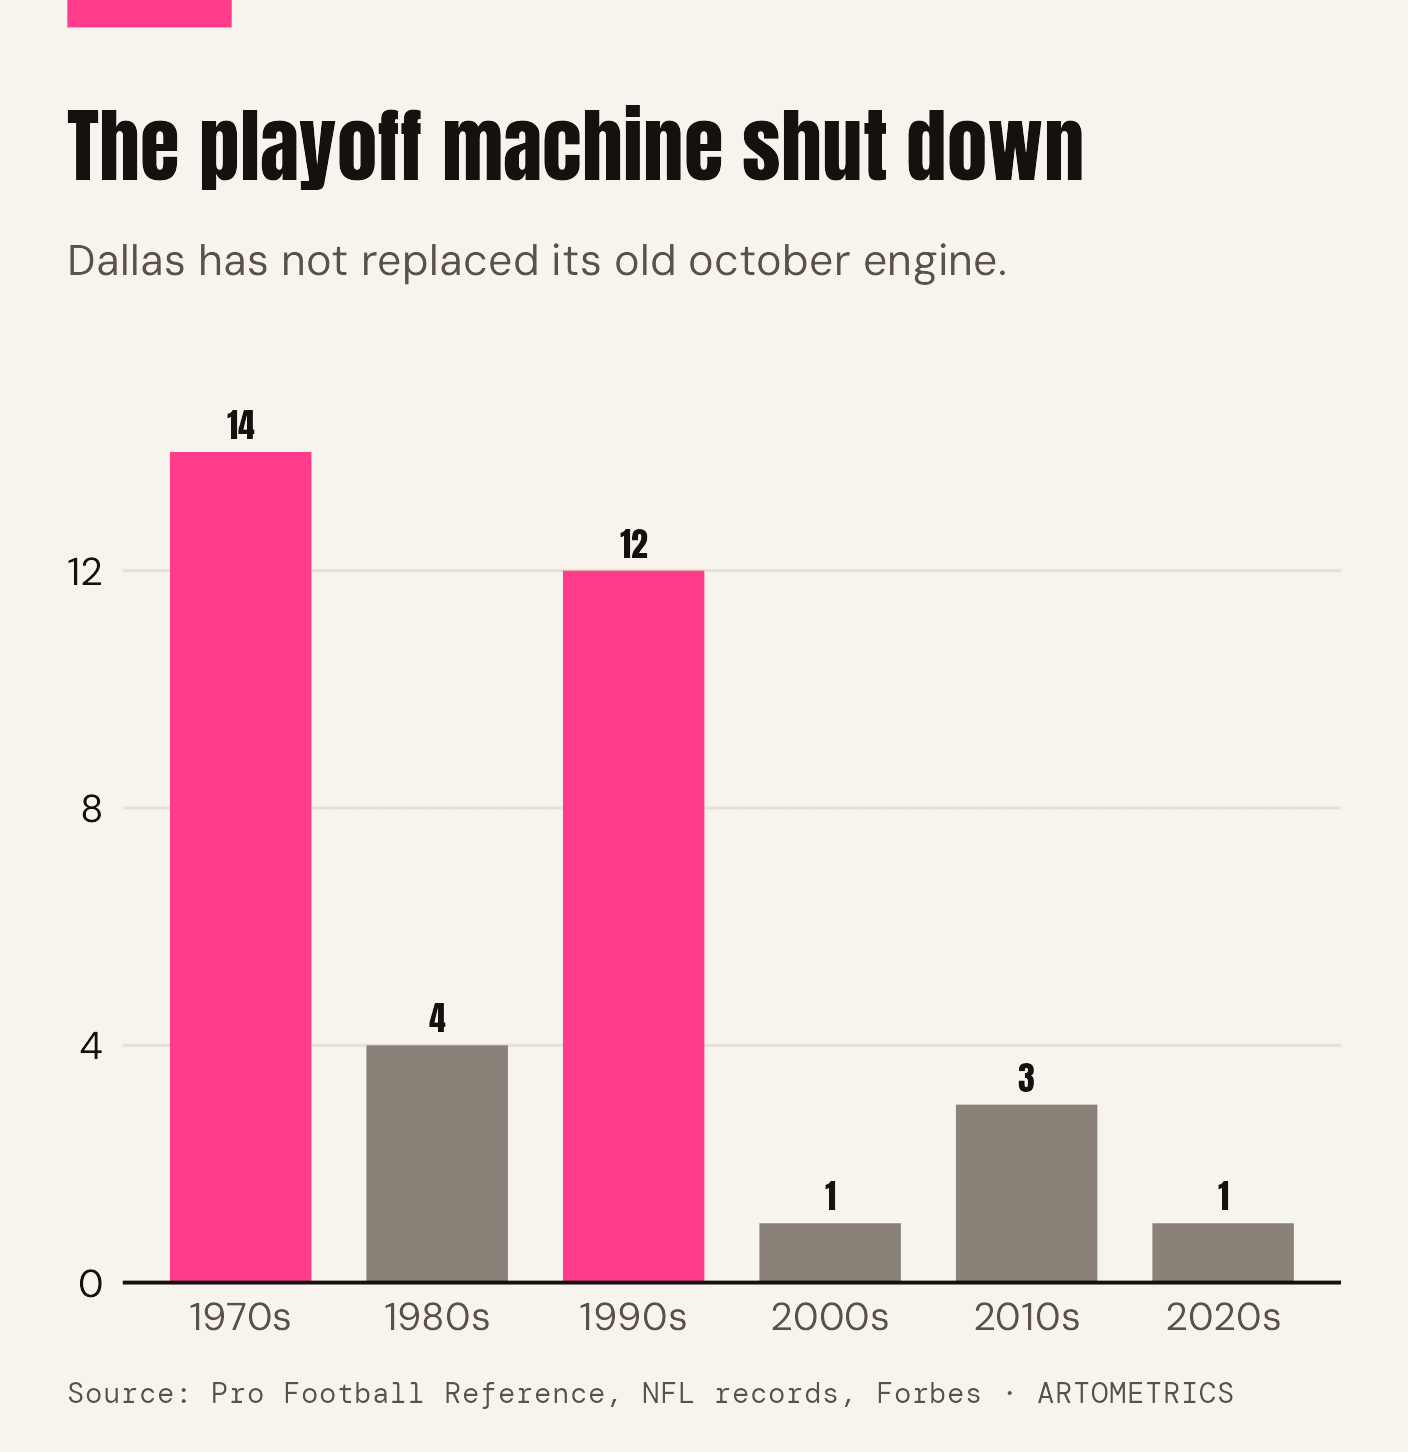 The playoff machine shut down
Dallas has not replaced its old october engine.
14
12
12
8
4
4
3
1
1
0
1970s 1980s 1990s 2000s 2010s 2020s
Source: Pro Football Reference, NFL records, Forbes · ARTOMETRICS